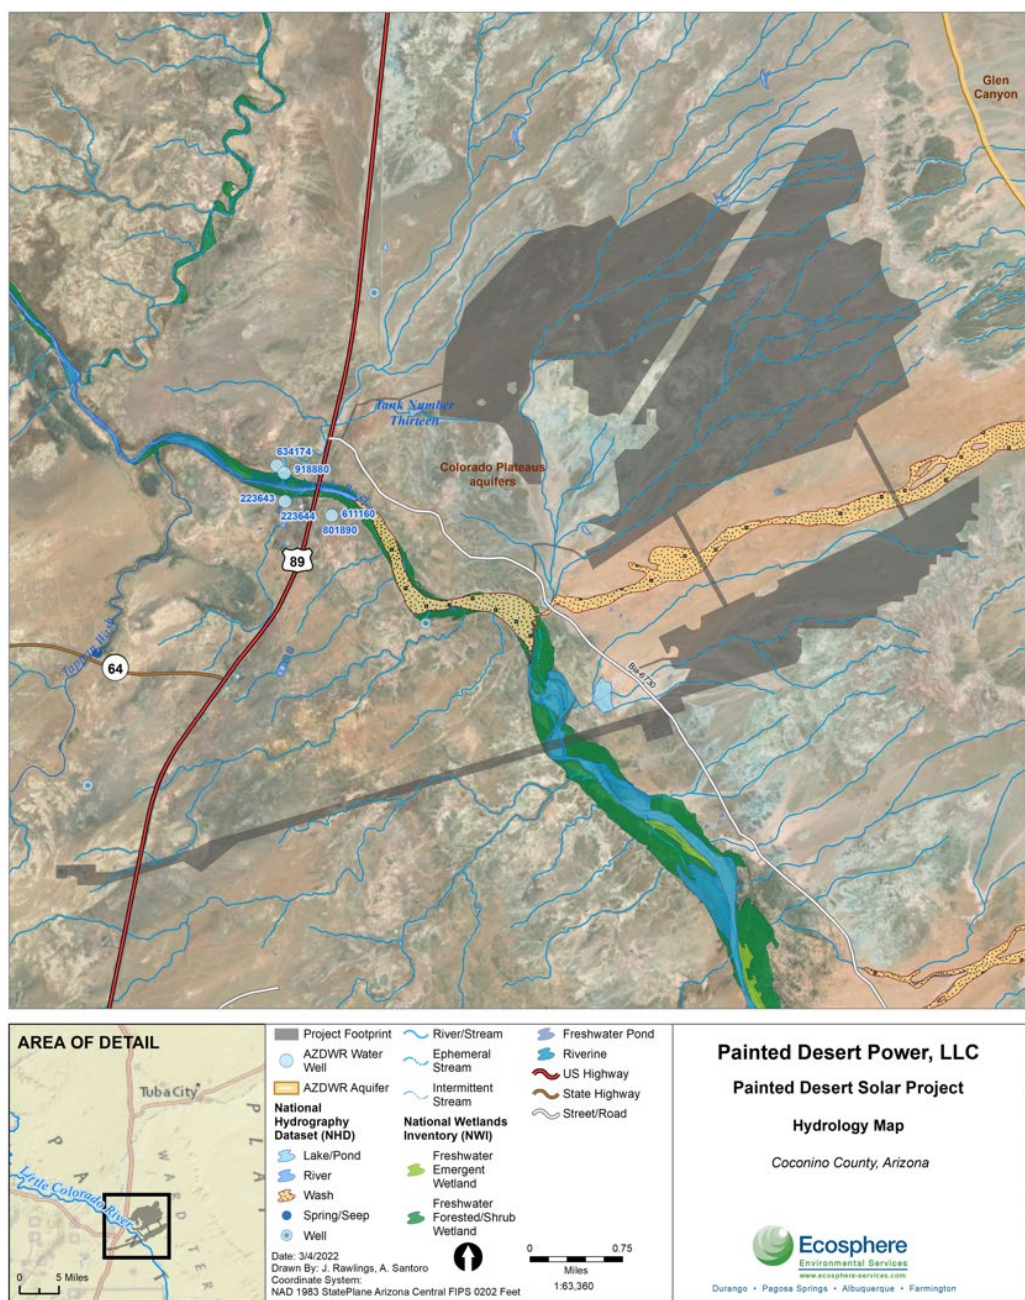 Glen
Canyon
Tank Number
Thirteen
634174
918880
Colorado Plateaus
aquifers
223643
223644
611160
801890
89
Tappan Wash
64
Bia-6730
AREA OF DETAIL
Tuba City
Little Colorado River
0 5 Miles
Project Footprint
AZDWR Water
Well
AZDWR Aquifer
National
Hydrography
Dataset (NHD)
Lake/Pond
River
Wash
Spring/Seep
Well
River/Stream
Ephemeral
Stream
Intermittent
Stream
National Wetlands
Inventory (NWI)
Freshwater
Emergent
Wetland
Freshwater
Forested/Shrub
Wetland
Freshwater Pond
Riverine
US Highway
State Highway
Street/Road
Date: 3/4/2022
Drawn By: J. Rawlings, A. Santoro
Coordinate System:
NAD 1983 StatePlane Arizona Central FIPS 0202 Feet
0 0.75
Miles
1:63,360
Painted Desert Power, LLC
Painted Desert Solar Project
Hydrology Map
Coconino County, Arizona
Ecosphere
Environmental Services
www.ecosphere-services.com
Durango • Pagosa Springs • Albuquerque • Farmington